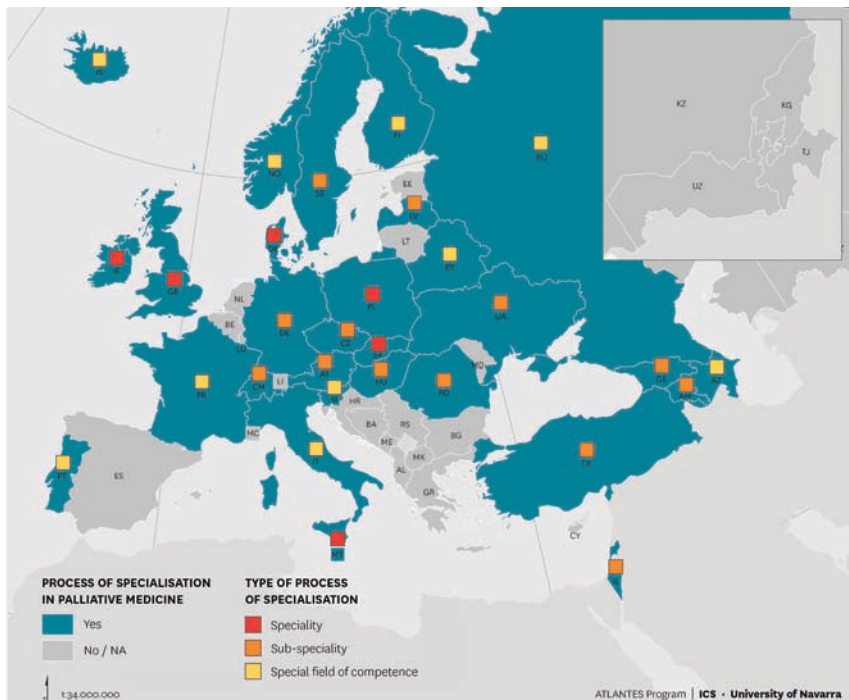 IS
FI
NO
RU
SE
EE
LV
DK
LT
IE
BY
GB
NL
PL
BE
DE
UA
LU
CZ
SK
AT
MD
CH
LI
HU
FR
RO
SI
HR
GE
AZ
MC
BA
RS
AM
IT
ME
BG
MK
PT
ES
AL
TR
GR
CY
MT
IL
KZ
KG
TJ
UZ
PROCESS OF SPECIALISATION
IN PALLIATIVE MEDICINE
Yes
No / NA
TYPE OF PROCESS
OF SPECIALISATION
Speciality
Sub-speciality
Special field of competence
1:34.000.000
ATLANTES Program | ICS · University of Navarra